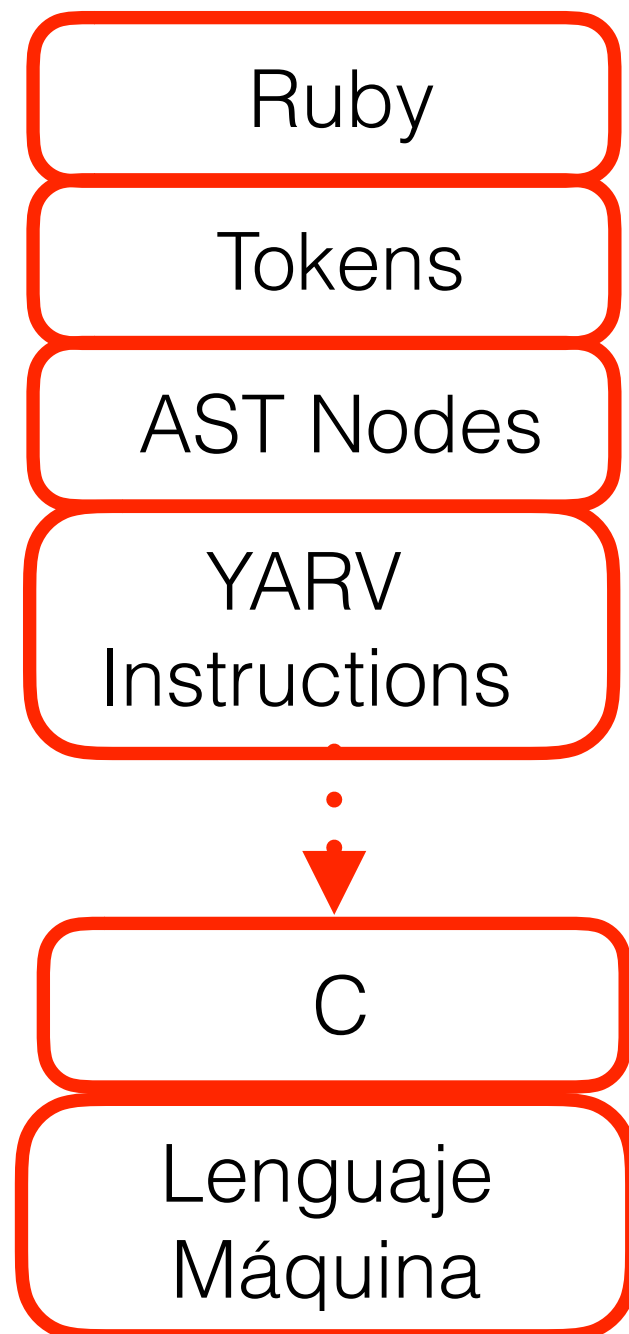 Ruby
Tokens
AST Nodes
YARV
Instructions
C
Lenguaje
Máquina